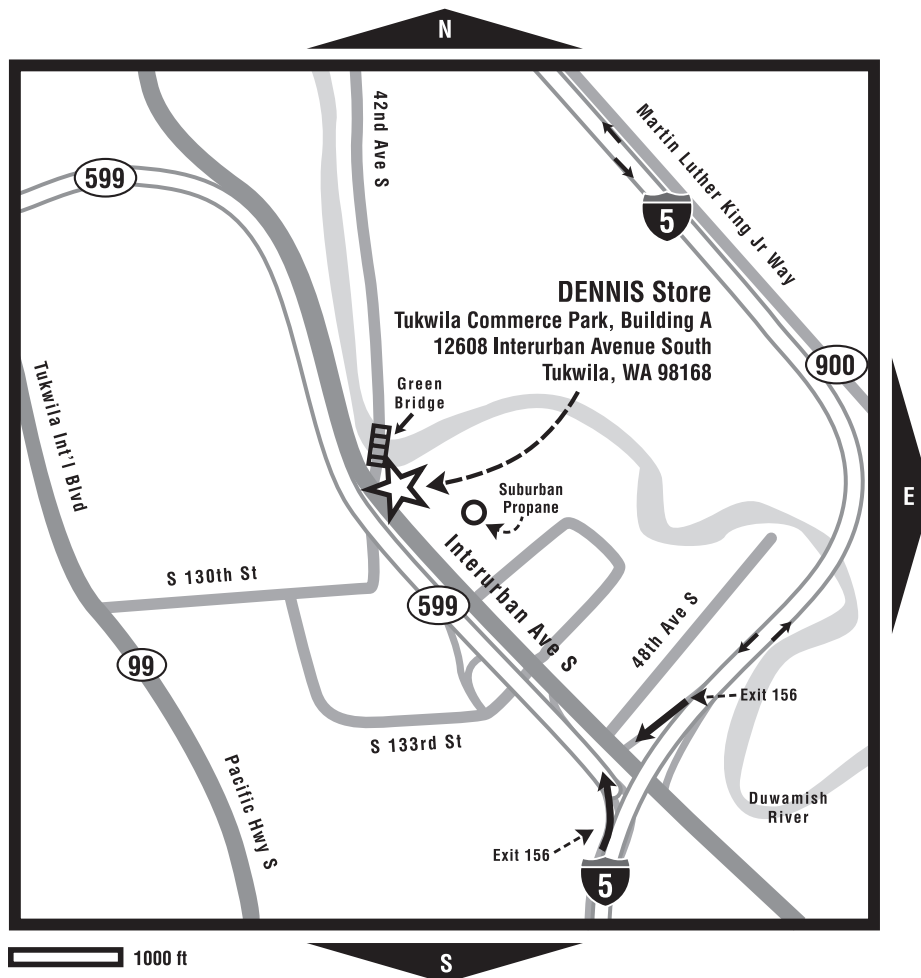 N
42nd Ave S
Martin Luther King Jr Way
599
5
DENNIS Store
Tukwila Commerce Park, Building A
12608 Interurban Avenue South
Tukwila, WA 98168
900
Green
Bridge
Tukwila Int'l Blvd
E
Suburban
Propane
S 130th St
Interurban Ave S
599
48th Ave S
99
Exit 156
S 133rd St
Pacific Hwy S
Duwamish
River
Exit 156
5
1000 ft
S